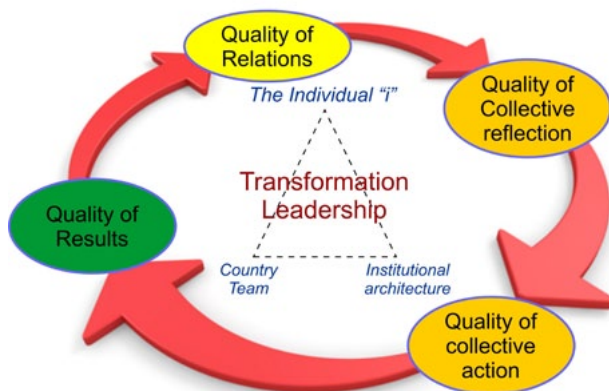 Quality of
Relations
The Individual “i”
Quality of
Collective
reflection
Transformation
Leadership
Quality of
Results
Country
Team
Institutional
architecture
Quality of
collective
action